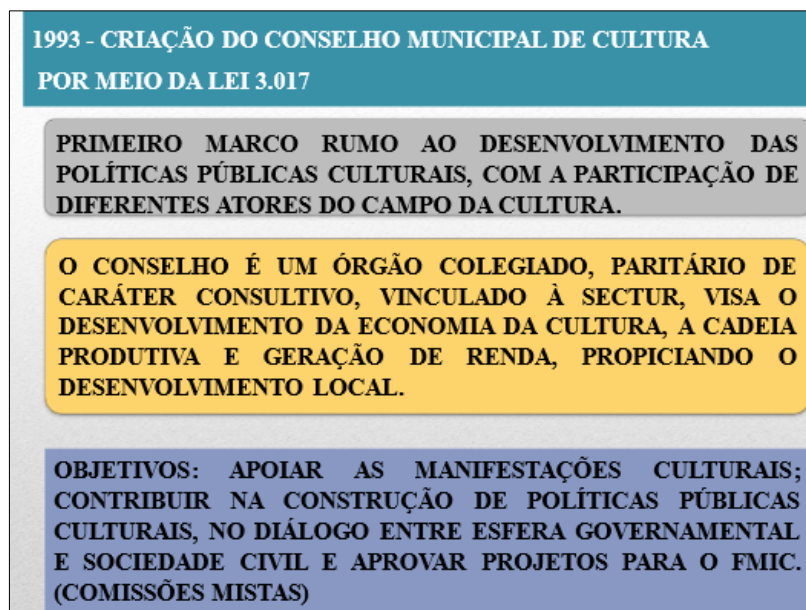 1993 - CRIAÇÃO DO CONSELHO MUNICIPAL DE CULTURA
POR MEIO DA LEI 3.017
PRIMEIRO MARCO RUMO AO DESENVOLVIMENTO DAS
POLÍTICAS PÚBLICAS CULTURAIS, COM A PARTICIPAÇÃO DE
DIFERENTES ATORES DO CAMPO DA CULTURA.
O CONSELHO É UM ÓRGÃO COLEGIADO, PARITÁRIO DE
CARÁTER CONSULTIVO, VINCULADO À SECTUR, VISA O
DESENVOLVIMENTO DA ECONOMIA DA CULTURA, A CADEIA
PRODUTIVA E GERAÇÃO DE RENDA, PROPICIANDO O
DESENVOLVIMENTO LOCAL.
OBJETIVOS: APOIAR AS MANIFESTAÇÕES CULTURAIS;
CONTRIBUIR NA CONSTRUÇÃO DE POLÍTICAS PÚBLICAS
CULTURAIS, NO DIÁLOGO ENTRE ESFERA GOVERNAMENTAL
E SOCIEDADE CIVIL E APROVAR PROJETOS PARA O FMIC.
(COMISSÕES MISTAS)